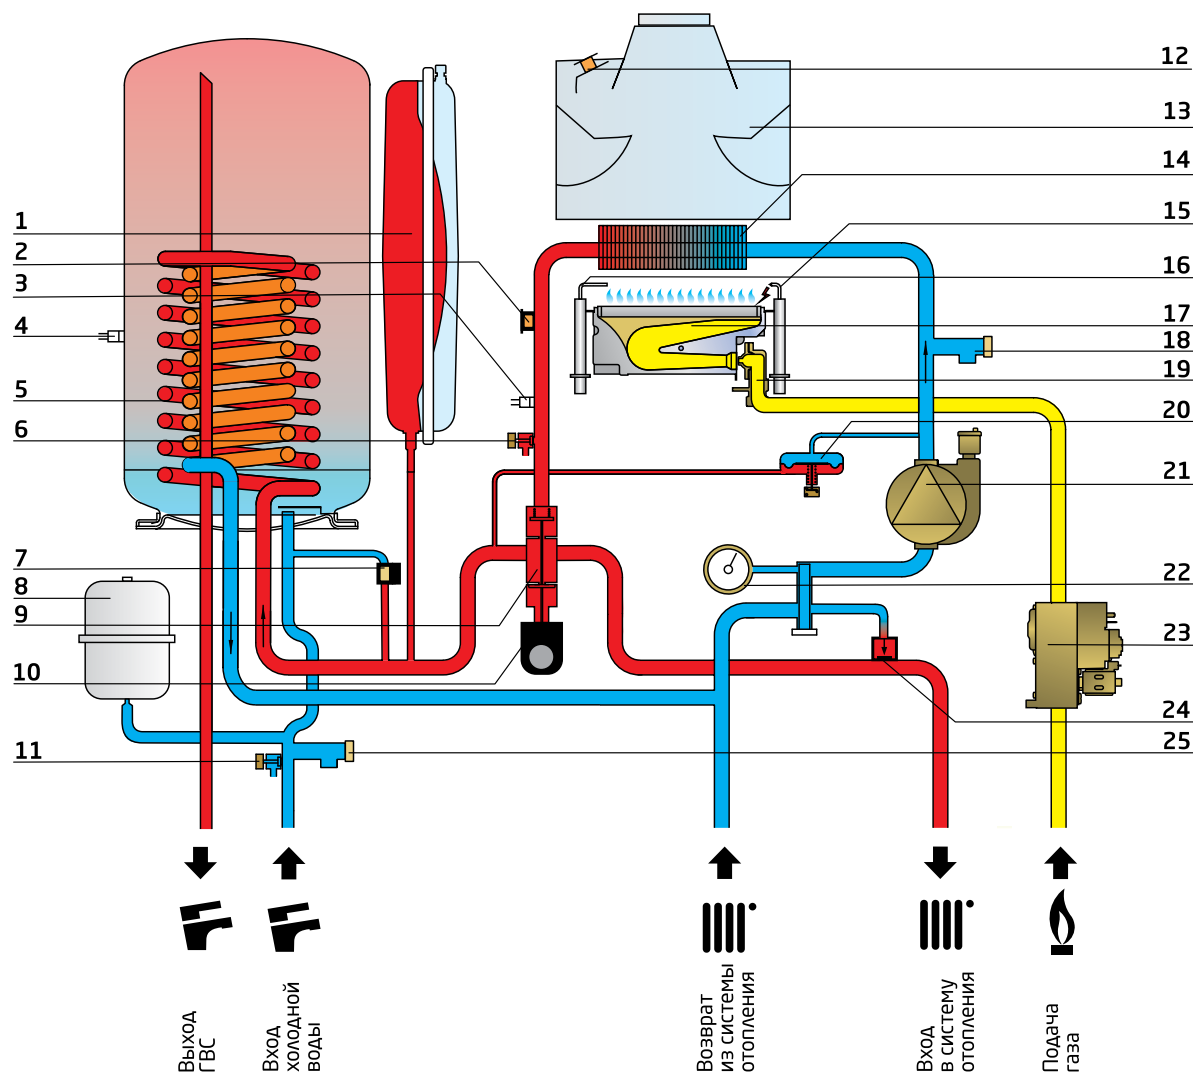 1
2
3
4
5
6
7
8
9
10
11
12
13
14
15
16
17
18
19
20
21
22
23
24
25
Выход
ГВС
Вход
холодной
воды
Возврат
из системы
отопления
Вход
в систему
отопления
Подача
газа